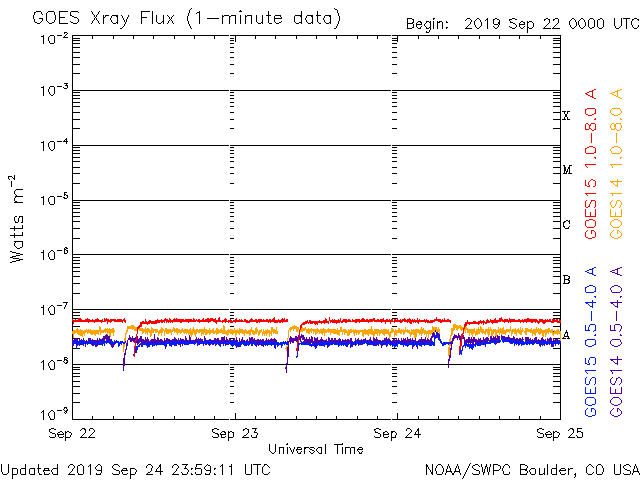 GOES Xray Flux (1-minute data)
Begin: 2019 Sep 22 0000 UTC
10⁻²
10⁻³
10⁻⁴
10⁻⁵
10⁻⁶
10⁻⁷
10⁻⁸
10⁻⁹
Watts m⁻²
X
M
C
B
A
GOES15 1.0-8.0 A
GOES14 1.0-8.0 A
GOES15 0.5-4.0 A
GOES14 0.5-4.0 A
Sep 22 Sep 23 Sep 24 Sep 25
Universal Time
Updated 2019 Sep 24 23:59:11 UTC
NOAA/SWPC Boulder, CO USA